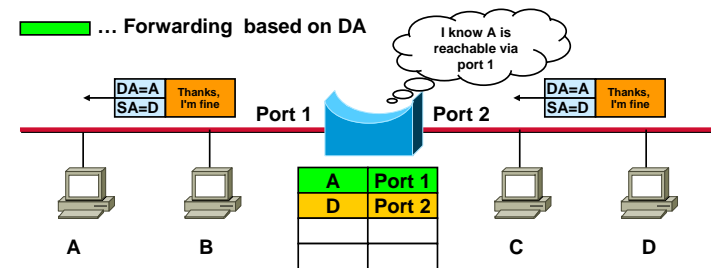 … Forwarding based on DA
I know A is
reachable via
port 1
DA=A
SA=D
Thanks,
I'm fine
Port 1
Port 2
DA=A
SA=D
Thanks,
I'm fine
A Port 1
D Port 2
A
B
C
D